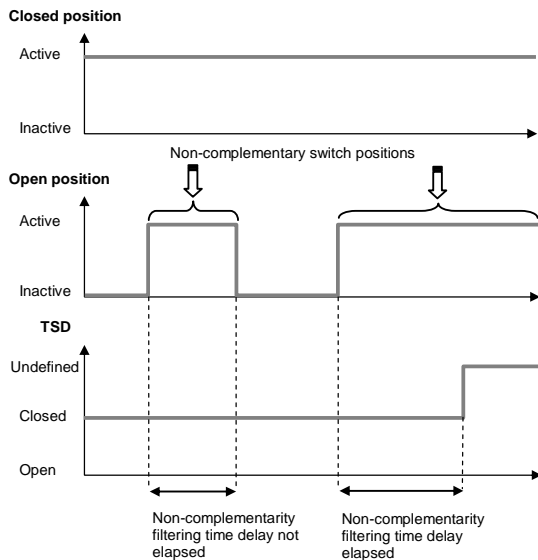 Closed position
Active
Inactive
Non-complementary switch positions
Open position
Active
Inactive
TSD
Undefined
Closed
Open
Non-complementarity
filtering time delay not
elapsed
Non-complementarity
filtering time delay
elapsed